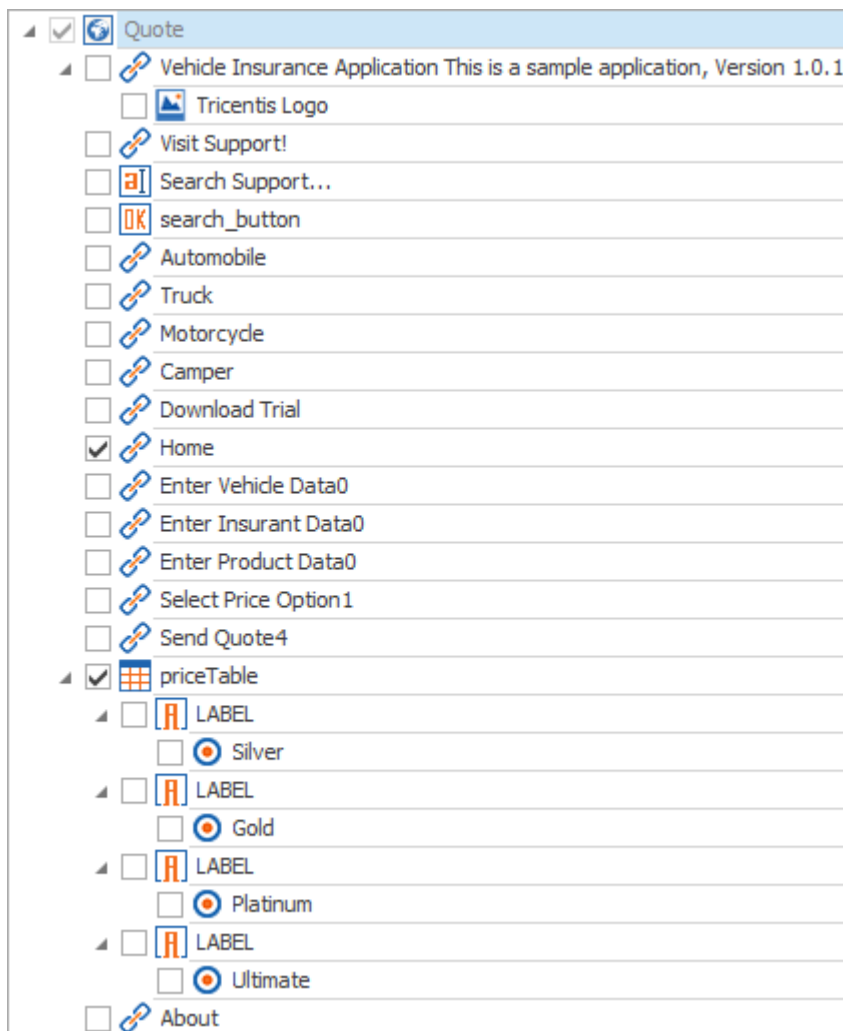 Quote
Vehicle Insurance Application This is a sample application, Version 1.0.1
Tricentis Logo
Visit Support!
a
Search Support...
OK
search_button
Automobile
Truck
Motorcycle
Camper
Download Trial
Home
Enter Vehicle Data0
Enter Insurant Data0
Enter Product Data0
Select Price Option1
Send Quote4
priceTable
A
LABEL
Silver
A
LABEL
Gold
A
LABEL
Platinum
A
LABEL
Ultimate
About